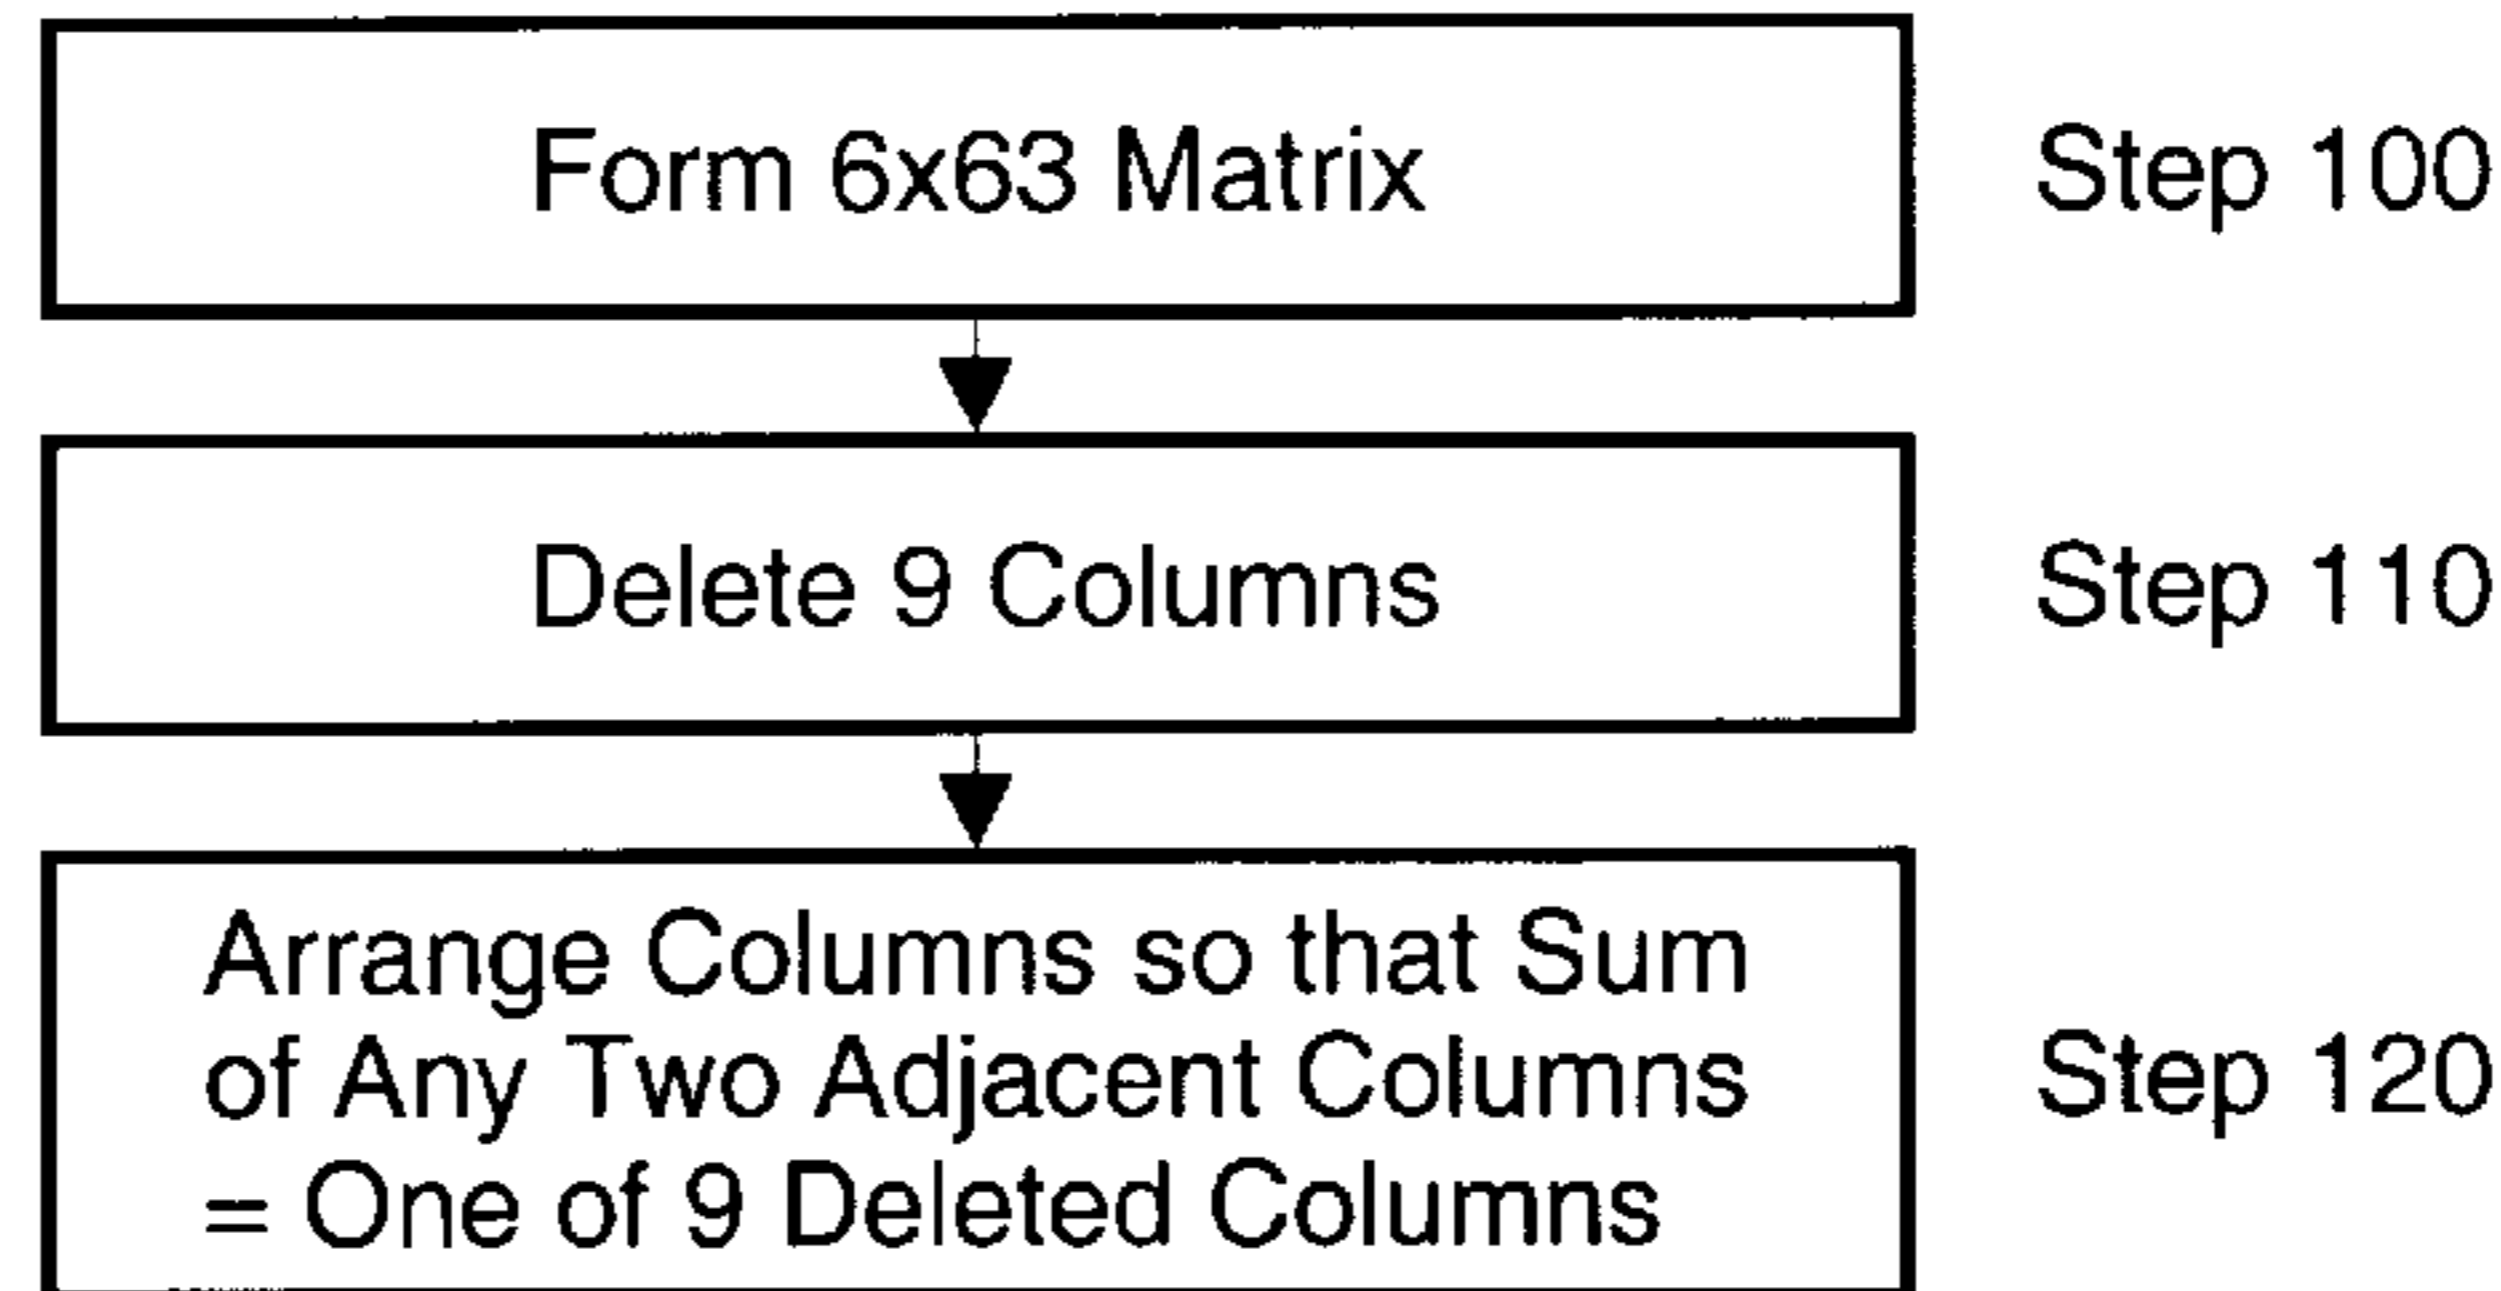 Form 6x63 Matrix
Step 100
Delete 9 Columns
Step 110
Arrange Columns so that Sum
of Any Two Adjacent Columns
= One of 9 Deleted Columns
Step 120